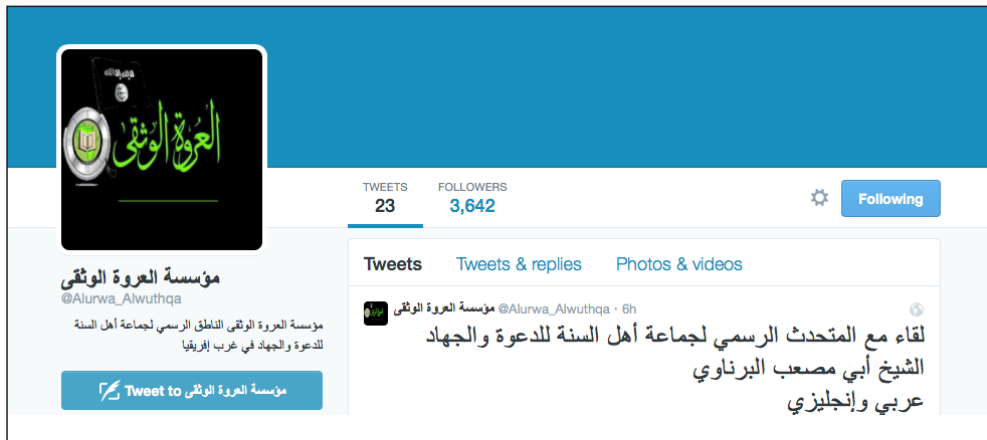 العروة الوثقى
TWEETS FOLLOWERS
23 3,642
Following
مؤسسة العروة الوثقى
@Alurwa_Alwuthqa
مؤسسة العروة الوثقى الناطق الرسمي لجماعة أهل السنة
للدعوة والجهاد في غرب إفريقيا
Tweet to مؤسسة العروة الوثقى
Tweets Tweets & replies Photos & videos
مؤسسة العروة الوثقى @Alurwa_Alwuthqa · 6h
لقاء مع المتحدث الرسمي لجماعة أهل السنة للدعوة والجهاد
الشيخ أبي مصعب البرناوي
عربي وإنجليزي